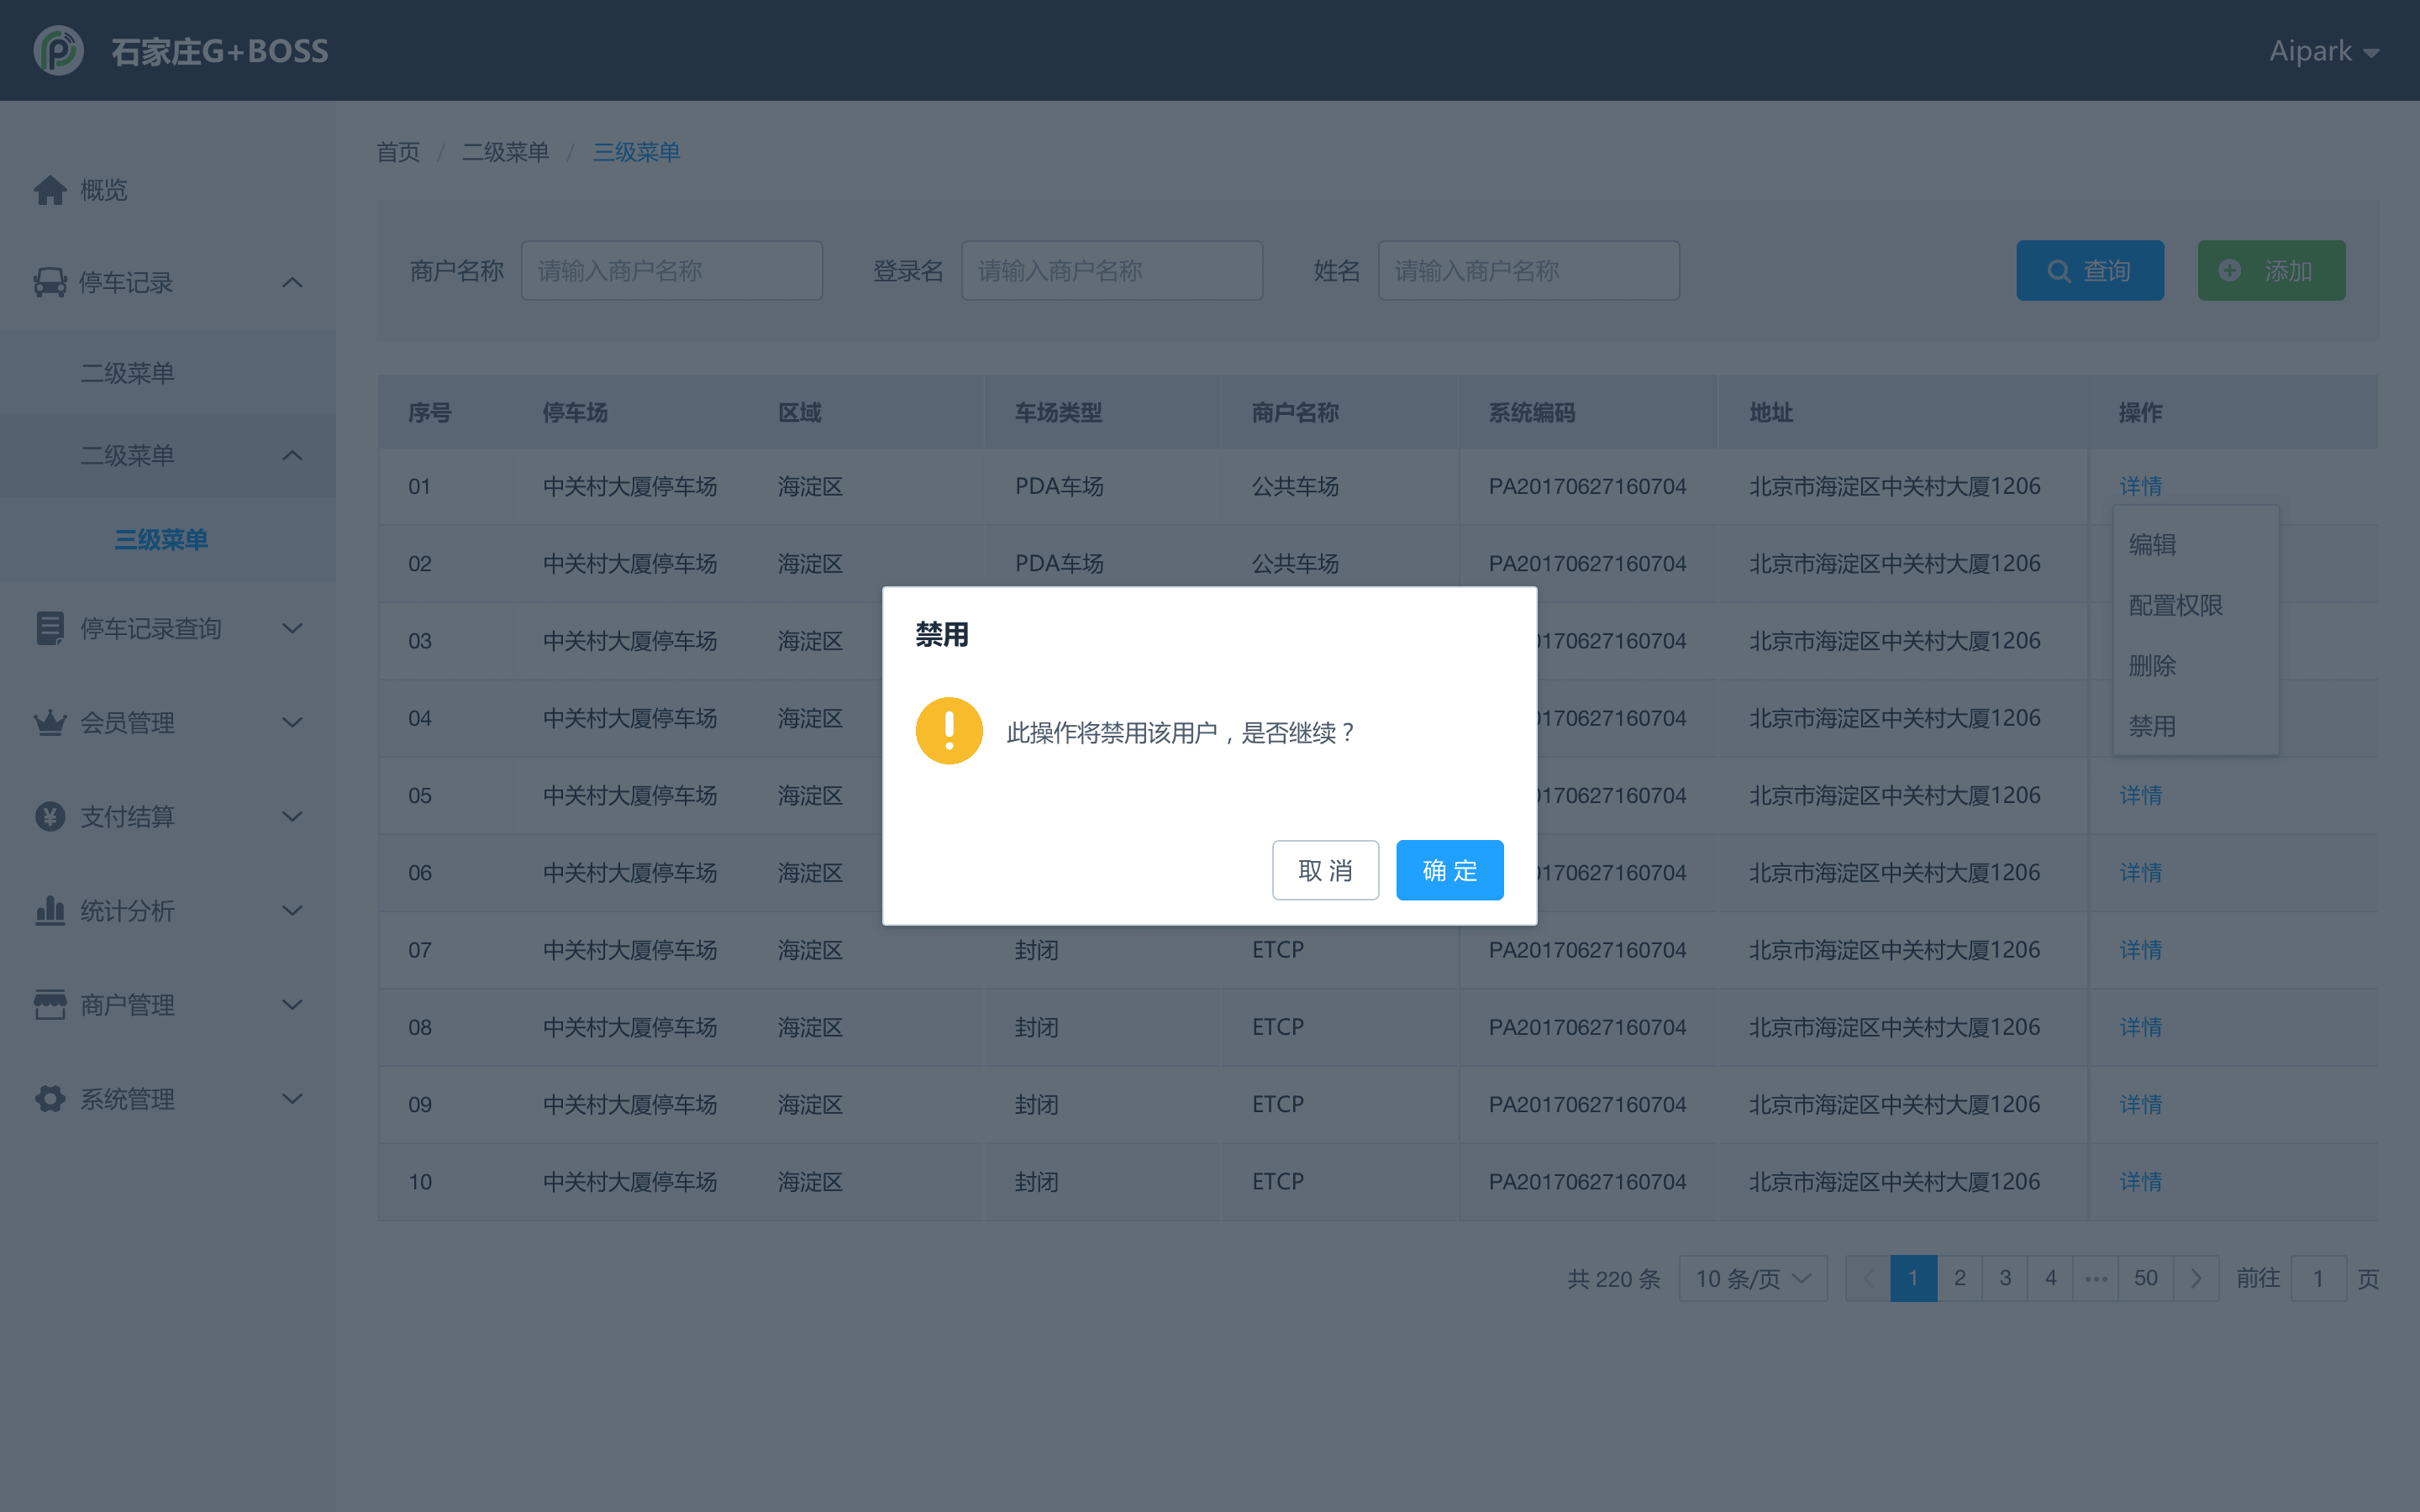 石家庄G+BOSS
Aipark
首页 / 二级菜单 / 三级菜单
概览
停车记录
二级菜单
二级菜单
三级菜单
停车记录查询
会员管理
支付结算
统计分析
商户管理
系统管理
商户名称 请输入商户名称 登录名 请输入商户名称 姓名 请输入商户名称 查询 添加
序号 停车场 区域 车场类型 商户名称 系统编码 地址 操作
01 中关村大厦停车场 海淀区 PDA车场 公共车场 PA20170627160704 北京市海淀区中关村大厦1206 详情
02 中关村大厦停车场 海淀区 PDA车场 公共车场 PA20170627160704 北京市海淀区中关村大厦1206
03 中关村大厦停车场 海淀区 170627160704 北京市海淀区中关村大厦1206
04 中关村大厦停车场 海淀区 170627160704 北京市海淀区中关村大厦1206
05 中关村大厦停车场 海淀区 170627160704 北京市海淀区中关村大厦1206 详情
06 中关村大厦停车场 海淀区 170627160704 北京市海淀区中关村大厦1206 详情
07 中关村大厦停车场 海淀区 封闭 ETCP PA20170627160704 北京市海淀区中关村大厦1206 详情
08 中关村大厦停车场 海淀区 封闭 ETCP PA20170627160704 北京市海淀区中关村大厦1206 详情
09 中关村大厦停车场 海淀区 封闭 ETCP PA20170627160704 北京市海淀区中关村大厦1206 详情
10 中关村大厦停车场 海淀区 封闭 ETCP PA20170627160704 北京市海淀区中关村大厦1206 详情
编辑
配置权限
删除
禁用
禁用
此操作将禁用该用户，是否继续？
取 消 确 定
共 220 条 10 条/页 1 2 3 4 ••• 50 前往 1 页